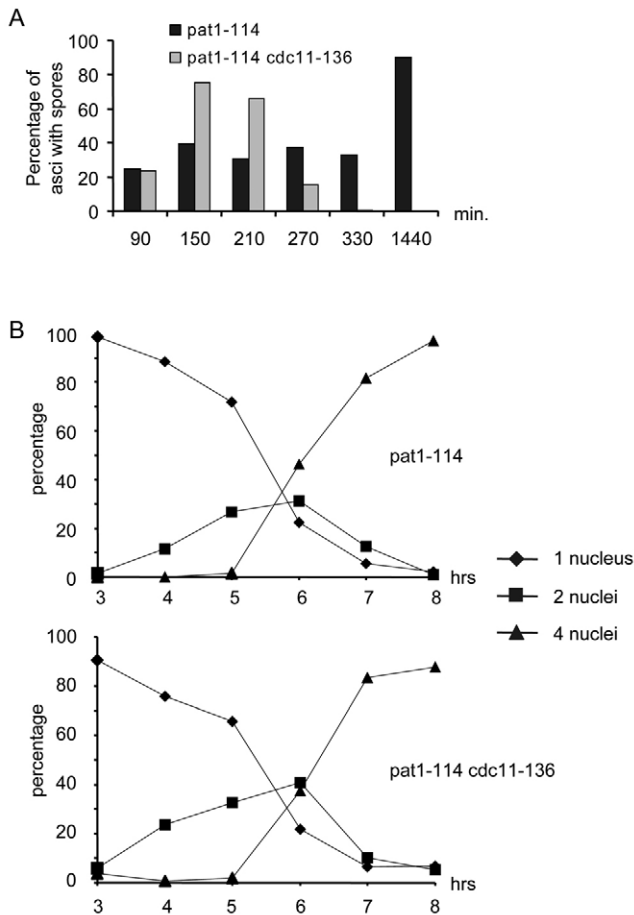 A
pat1-114
pat1-114 cdc11-136
Percentage of
asci with spores
100
80
60
40
20
0
90 150 210 270 330 1440 min.
B
100
80
60
40
20
0
percentage
pat1-114
3 4 5 6 7 8 hrs
1 nucleus
2 nuclei
4 nuclei
100
80
60
40
20
0
percentage
pat1-114 cdc11-136
3 4 5 6 7 8 hrs